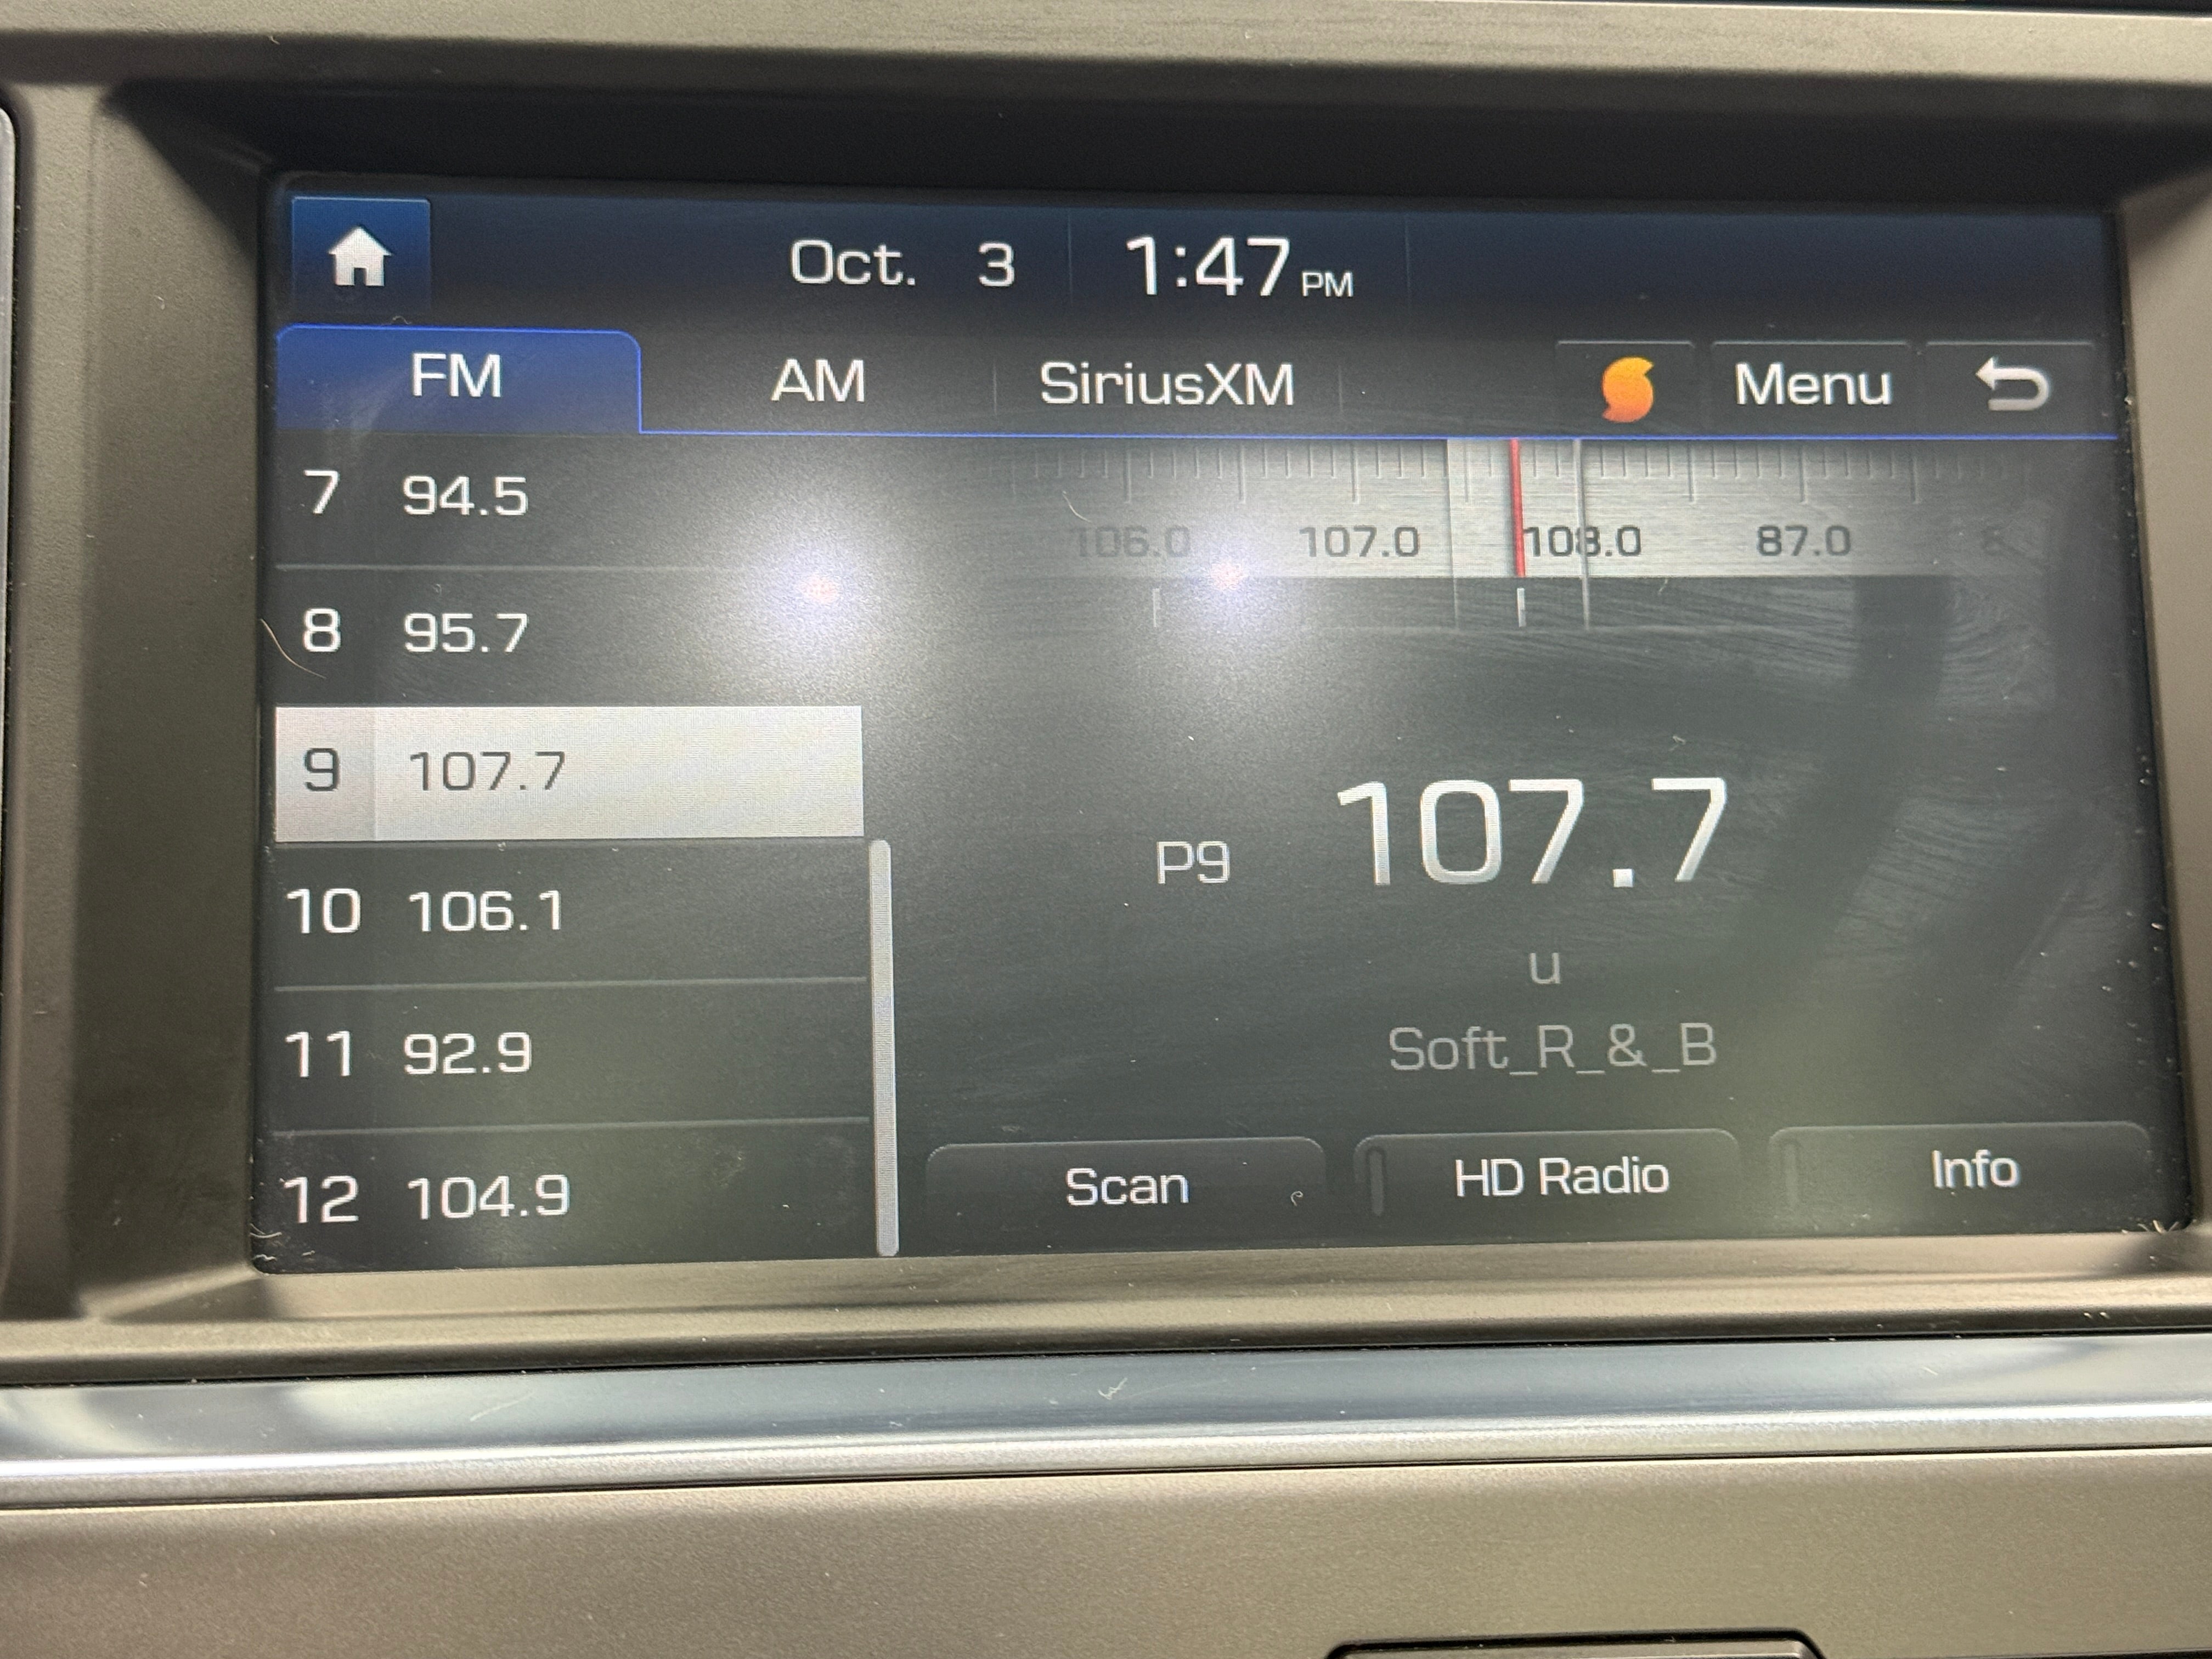 Oct. 3 1:47 PM
FM AM SiriusXM Menu
7 94.5
8 95.7
9 107.7
10 106.1
11 92.9
12 104.9
106.0 107.0 108.0 87.0
P9 107.7
u
Soft_R_&_B
Scan HD Radio Info